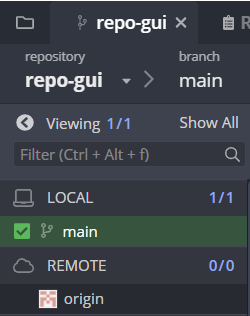 repo-gui
repository branch
repo-gui main
Viewing 1/1 Show All
Filter (Ctrl + Alt + f)
LOCAL 1/1
main
REMOTE 0/0
origin